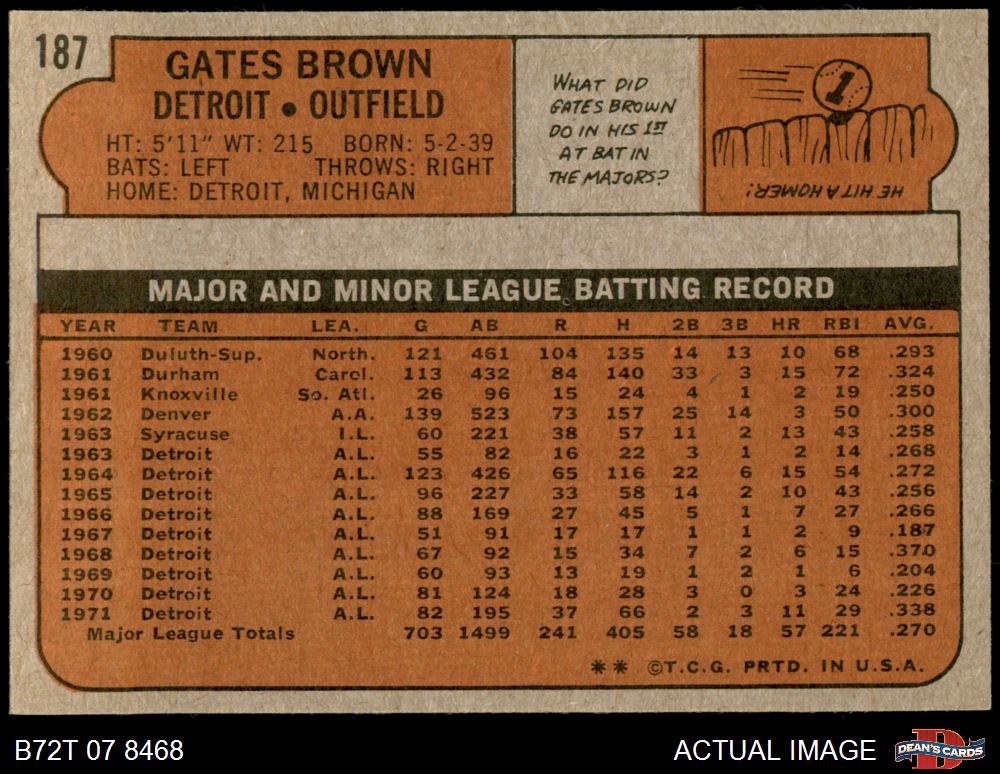 187
GATES BROWN
DETROIT • OUTFIELD
HT: 5'11" WT: 215 BORN: 5-2-39
BATS: LEFT THROWS: RIGHT
HOME: DETROIT, MICHIGAN
WHAT DID
GATES BROWN
DO IN HIS 1ST
AT BAT IN
THE MAJORS?
1
HE HIT A HOMER!
MAJOR AND MINOR LEAGUE BATTING RECORD
YEAR TEAM LEA. G AB R H 2B 3B HR RBI AVG.
1960 Duluth-Sup. North. 121 461 104 135 14 13 10 68 .293
1961 Durham Carol. 113 432 84 140 33 3 15 72 .324
1961 Knoxville So. Atl. 26 96 15 24 4 1 2 19 .250
1962 Denver A.A. 139 523 73 157 25 14 3 50 .300
1963 Syracuse I.L. 60 221 38 57 11 2 13 43 .258
1963 Detroit A.L. 55 82 16 22 3 1 2 14 .268
1964 Detroit A.L. 123 426 65 116 22 6 15 54 .272
1965 Detroit A.L. 96 227 33 58 14 2 10 43 .256
1966 Detroit A.L. 88 169 27 45 5 1 7 27 .266
1967 Detroit A.L. 51 91 17 17 1 1 2 9 .187
1968 Detroit A.L. 67 92 15 34 7 2 6 15 .370
1969 Detroit A.L. 60 93 13 19 1 2 1 6 .204
1970 Detroit A.L. 81 124 18 28 3 0 3 24 .226
1971 Detroit A.L. 82 195 37 66 2 3 11 29 .338
Major League Totals 703 1499 241 405 58 18 57 221 .270
** ©T.C.G. PRTD. IN U.S.A.
B72T 07 8468
ACTUAL IMAGE
D
DEAN'S CARDS